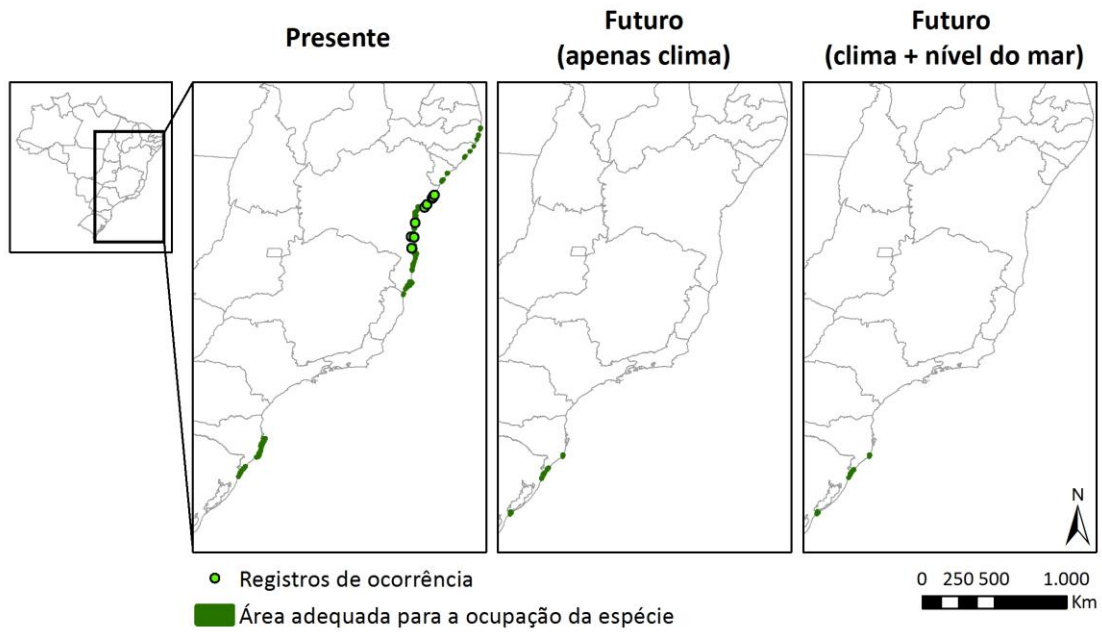 Presente
Futuro
(apenas clima)
Futuro
(clima + nível do mar)
N
Registros de ocorrência
Área adequada para a ocupação da espécie
0 250 500 1.000
Km